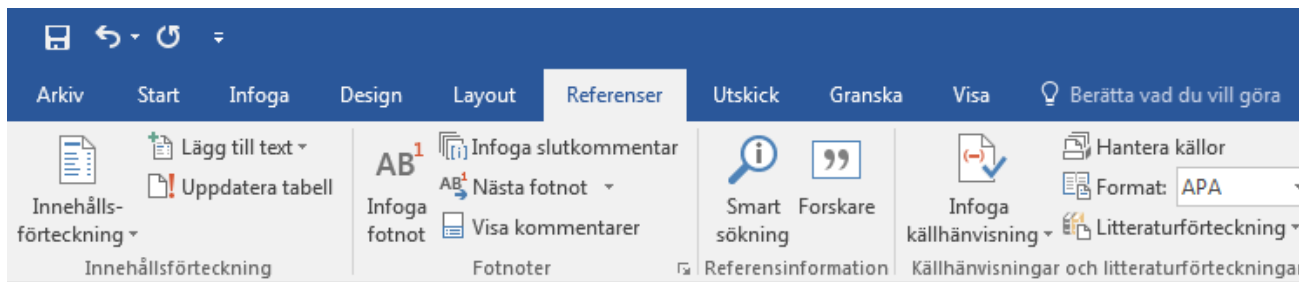 Arkiv Start Infoga Design Layout Referenser Utskick Granska Visa Berätta vad du vill göra
Innehålls-
förteckning
Lägg till text
Uppdatera tabell
Innehållsförteckning
AB1
Infoga
fotnot
Infoga slutkommentar
Nästa fotnot
Visa kommentarer
Fotnoter
Smart
sökning
Forskare
Referensinformation
Infoga
källhänvisning
Hantera källor
Format: APA
Litteraturförteckning
Källhänvisningar och litteraturförteckningar